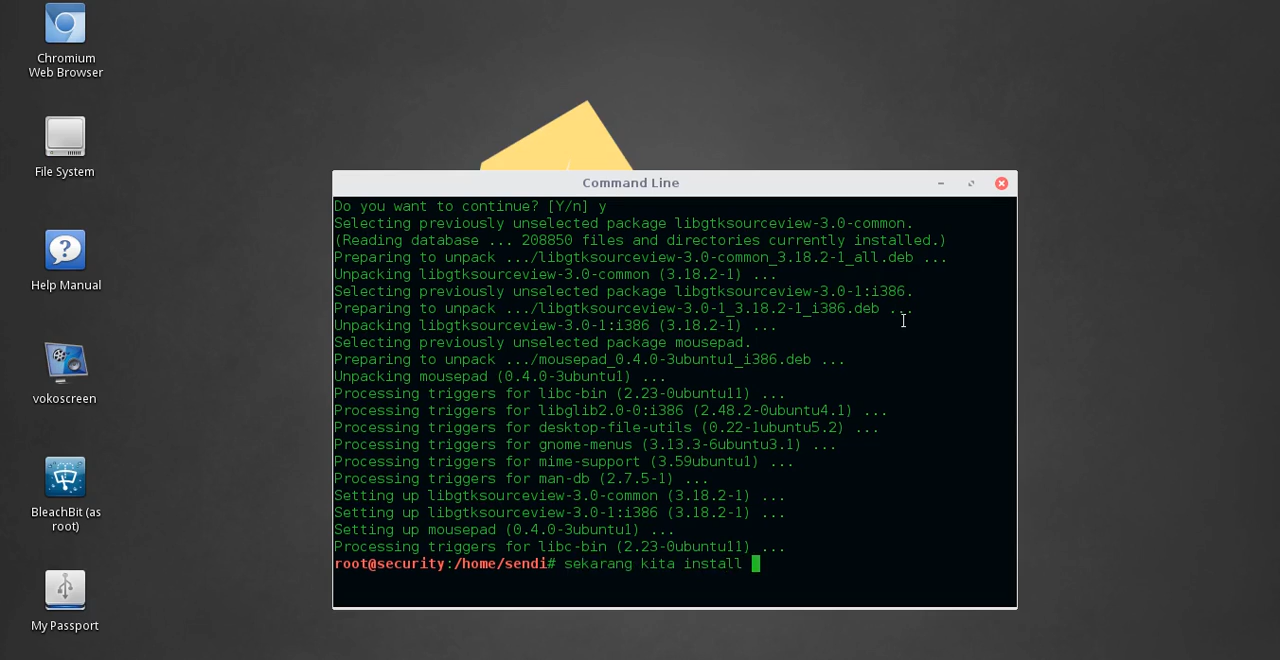 Chromium
Web Browser
File System
Help Manual
vokoscreen
BleachBit (as
root)
My Passport
Command Line
Do you want to continue? [Y/n] y
Selecting previously unselected package libgtksourceview-3.0-common.
(Reading database ... 208850 files and directories currently installed.)
Preparing to unpack .../libgtksourceview-3.0-common_3.18.2-1_all.deb ...
Unpacking libgtksourceview-3.0-common (3.18.2-1) ...
Selecting previously unselected package libgtksourceview-3.0-1:i386.
Preparing to unpack .../libgtksourceview-3.0-1_3.18.2-1_i386.deb ...
Unpacking libgtksourceview-3.0-1:i386 (3.18.2-1) ...
Selecting previously unselected package mousepad.
Preparing to unpack .../mousepad_0.4.0-3ubuntu1_i386.deb ...
Unpacking mousepad (0.4.0-3ubuntu1) ...
Processing triggers for libc-bin (2.23-0ubuntu11) ...
Processing triggers for libglib2.0-0:i386 (2.48.2-0ubuntu4.1) ...
Processing triggers for desktop-file-utils (0.22-1ubuntu5.2) ...
Processing triggers for gnome-menus (3.13.3-6ubuntu3.1) ...
Processing triggers for mime-support (3.59ubuntu1) ...
Processing triggers for man-db (2.7.5-1) ...
Setting up libgtksourceview-3.0-common (3.18.2-1) ...
Setting up libgtksourceview-3.0-1:i386 (3.18.2-1) ...
Setting up mousepad (0.4.0-3ubuntu1) ...
Processing triggers for libc-bin (2.23-0ubuntu11) ...
root@security:/home/sendi# sekarang kita install